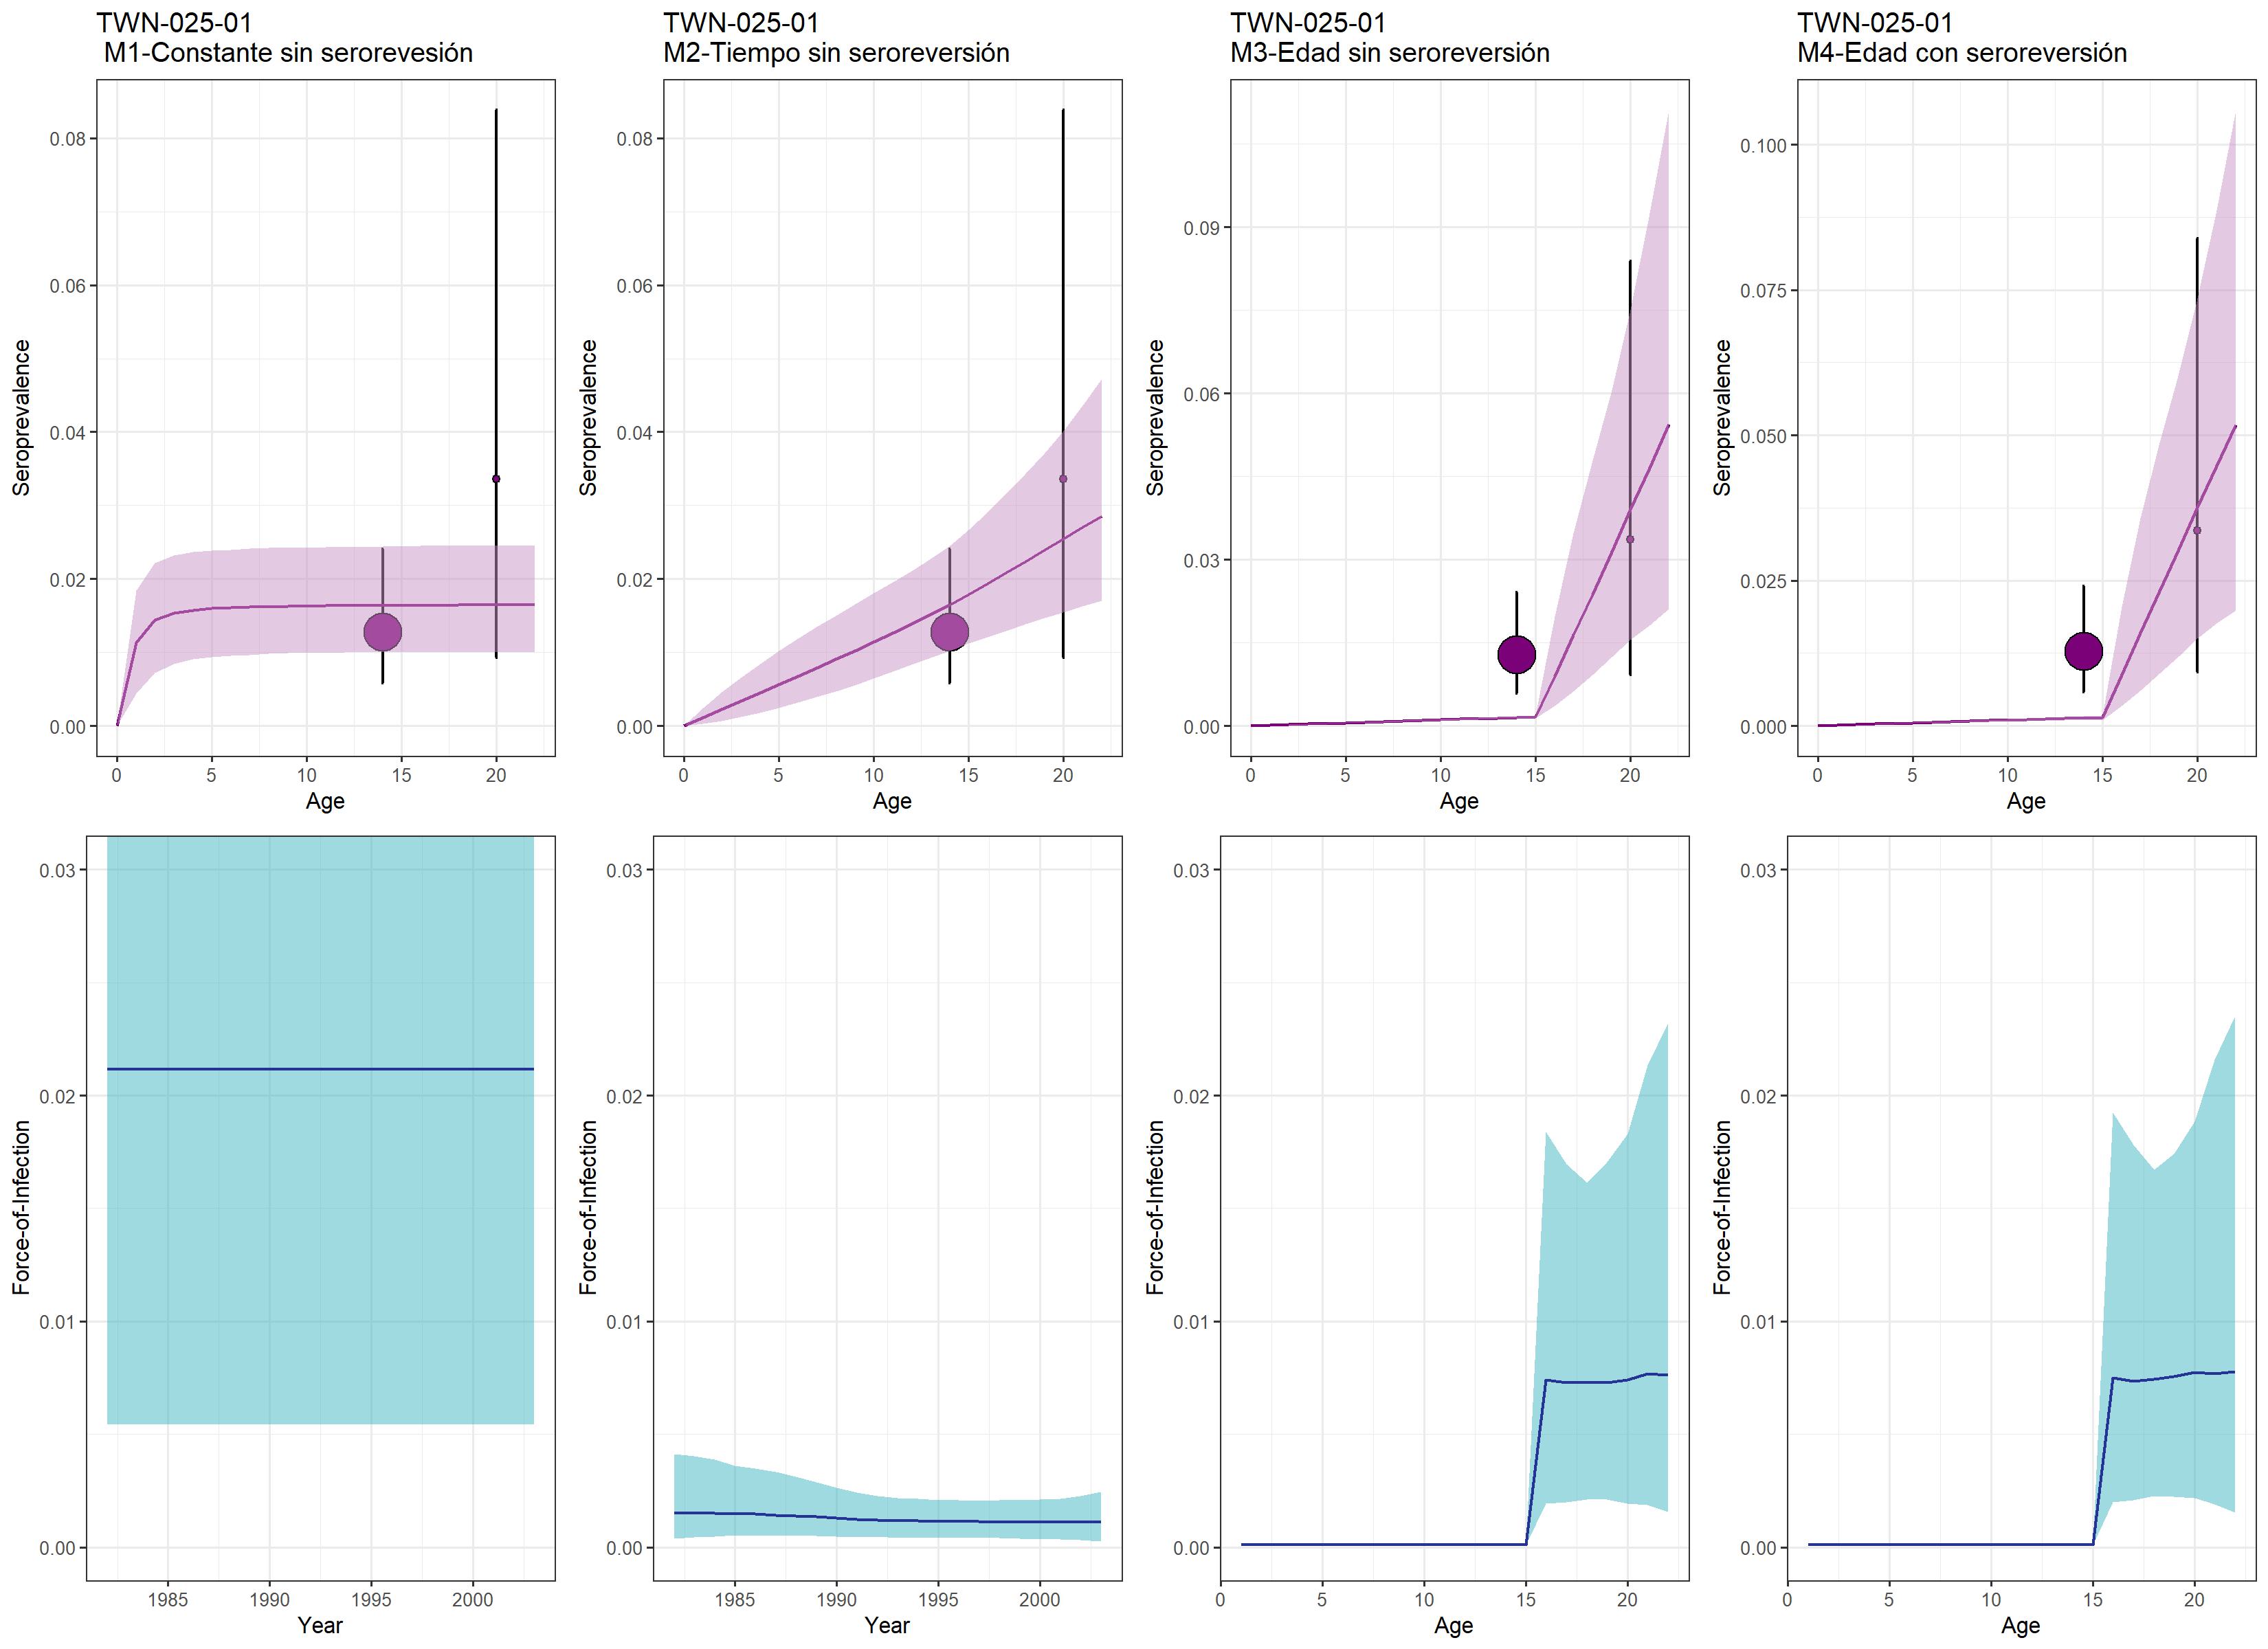 TWN-025-01
M1-Constante sin serorevesión
TWN-025-01
M2-Tiempo sin seroreversión
TWN-025-01
M3-Edad sin seroreversión
TWN-025-01
M4-Edad con seroreversión
Seroprevalence
0.08
0.06
0.04
0.02
0.00
0 5 10 15 20
Age
Seroprevalence
0.08
0.06
0.04
0.02
0.00
0 5 10 15 20
Age
Seroprevalence
0.09
0.06
0.03
0.00
0 5 10 15 20
Age
Seroprevalence
0.100
0.075
0.050
0.025
0.000
0 5 10 15 20
Age
Force-of-Infection
0.03
0.02
0.01
0.00
1985 1990 1995 2000
Year
Force-of-Infection
0.03
0.02
0.01
0.00
1985 1990 1995 2000
Year
Force-of-Infection
0.03
0.02
0.01
0.00
0 5 10 15 20
Age
Force-of-Infection
0.03
0.02
0.01
0.00
0 5 10 15 20
Age